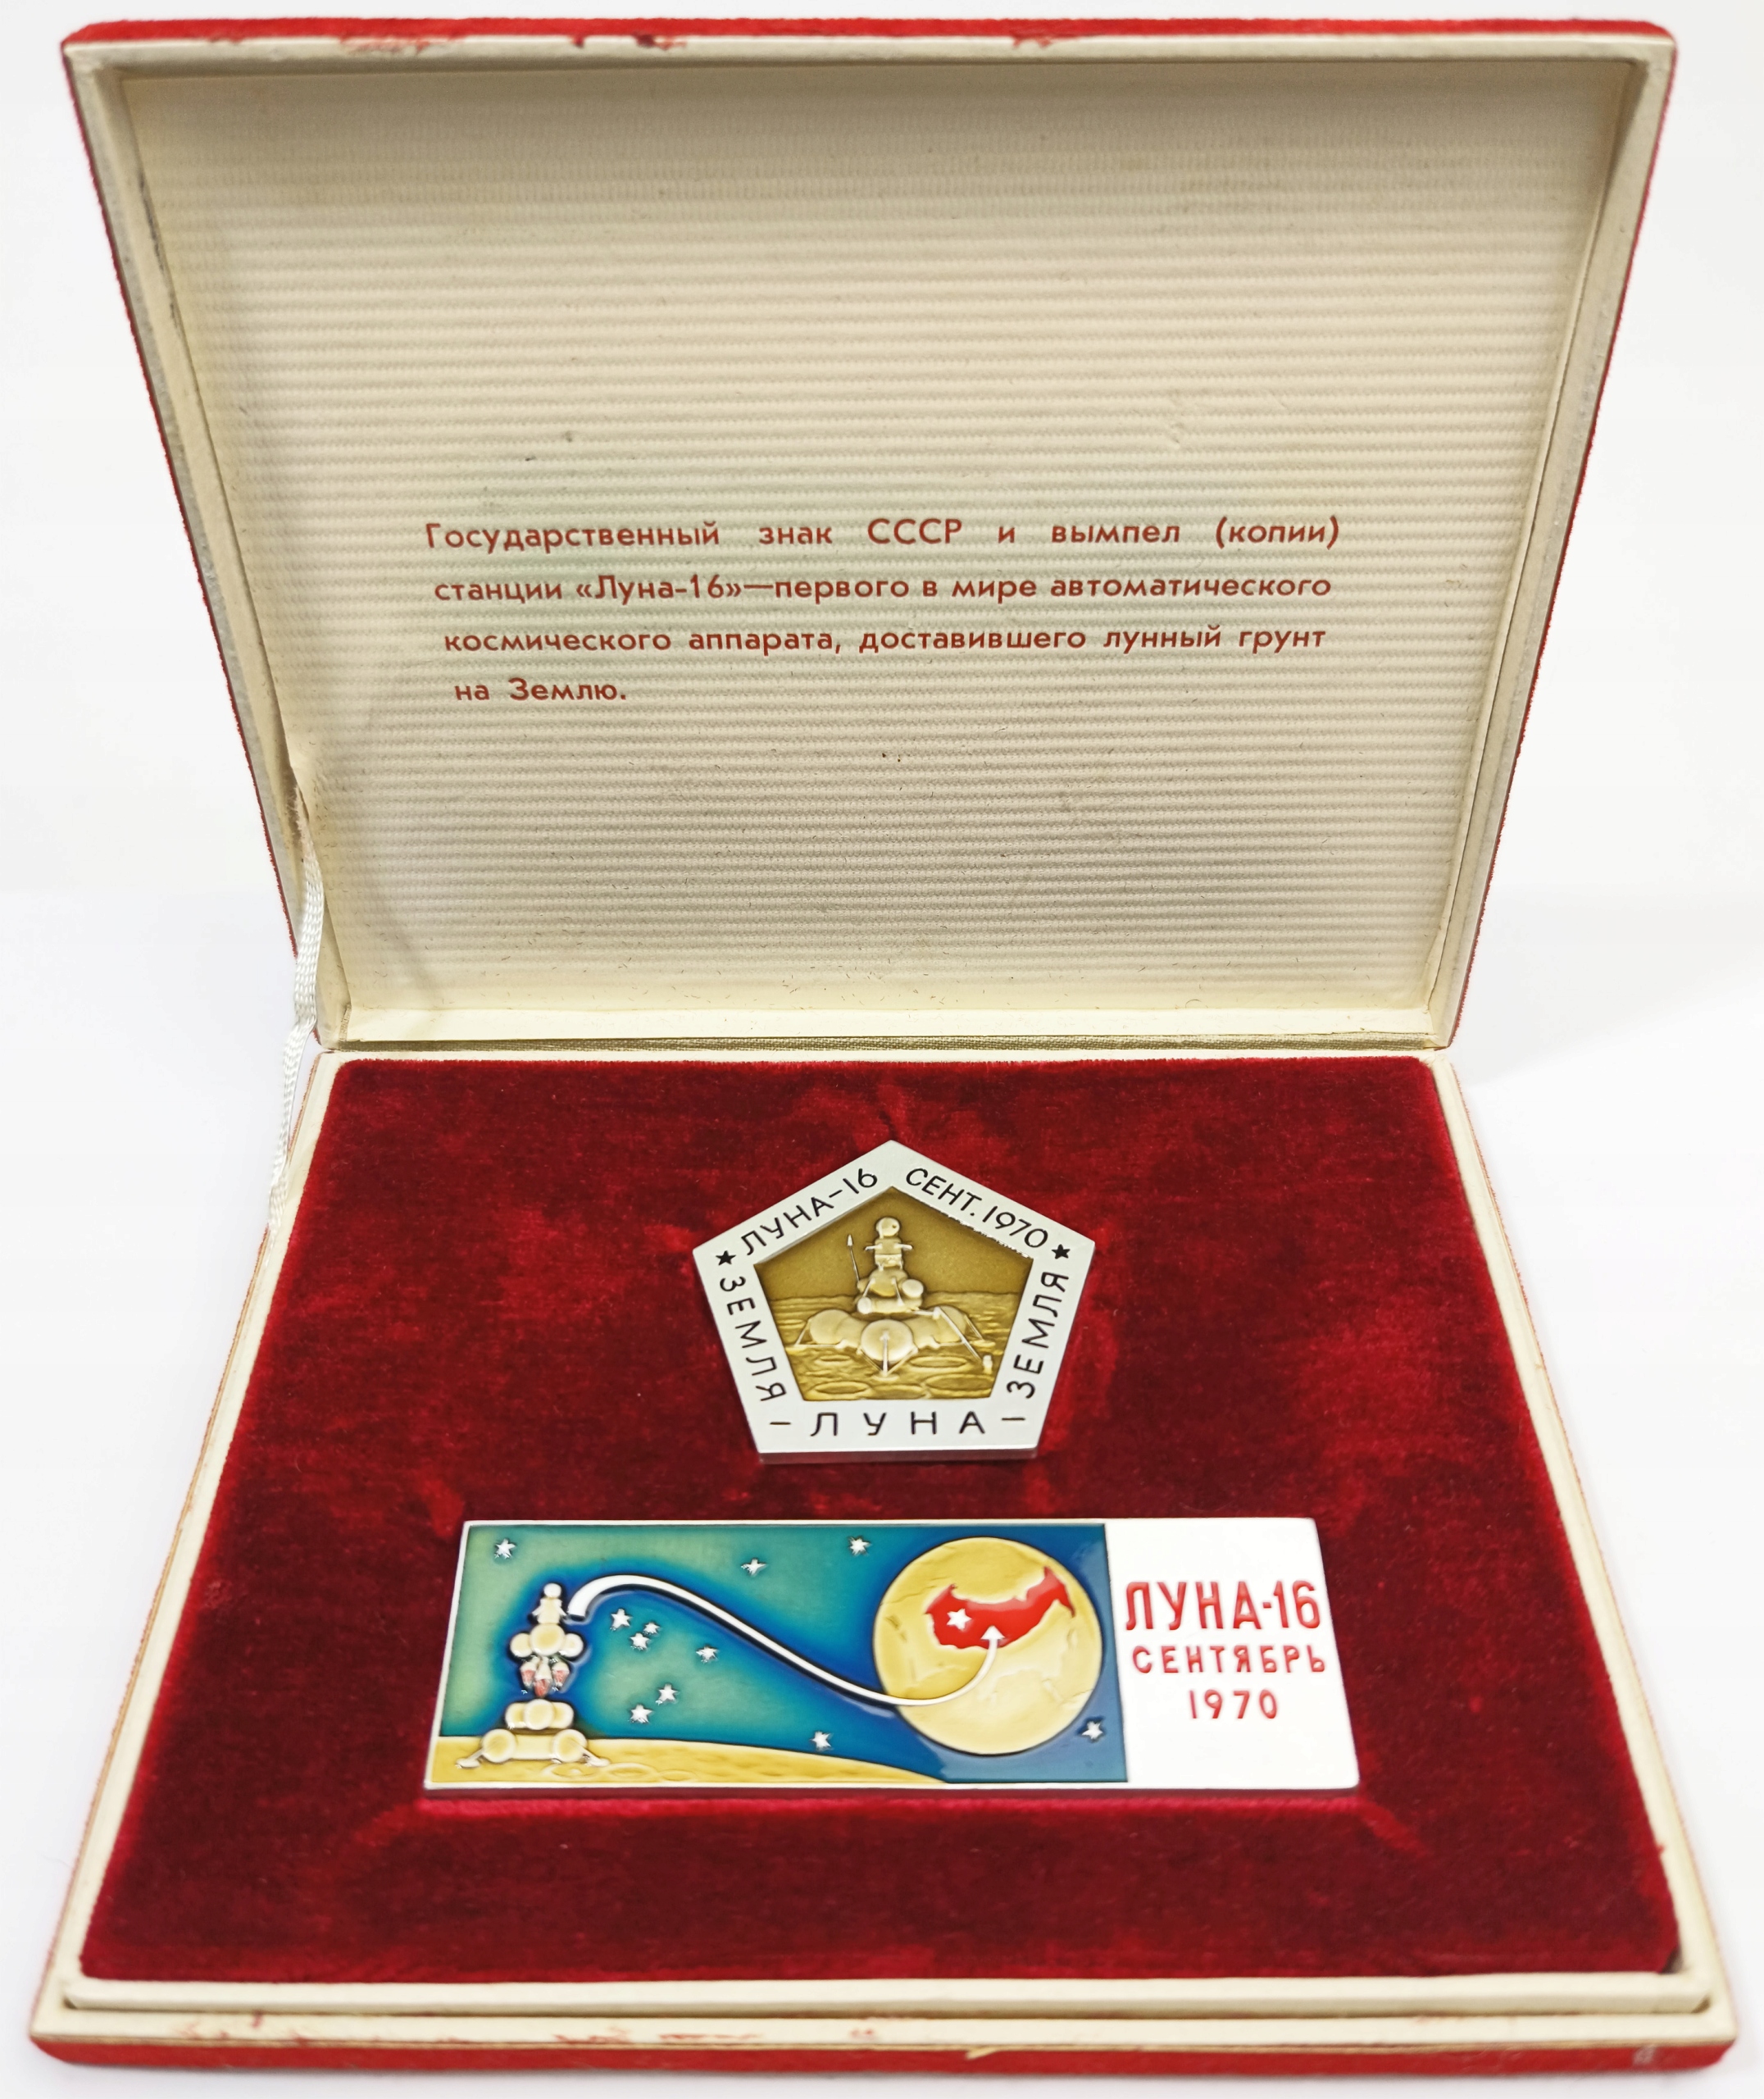 Государственный знак СССР и вымпел (копии)
станции «Луна-16»—первого в мире автоматического
космического аппарата, доставившего лунный грунт
на Землю.
ЛУНА-16 СЕНТ. 1970
ЗЕМЛЯ
- ЛУНА -
ЗЕМЛЯ
ЛУНА-16
СЕНТЯБРЬ
1970